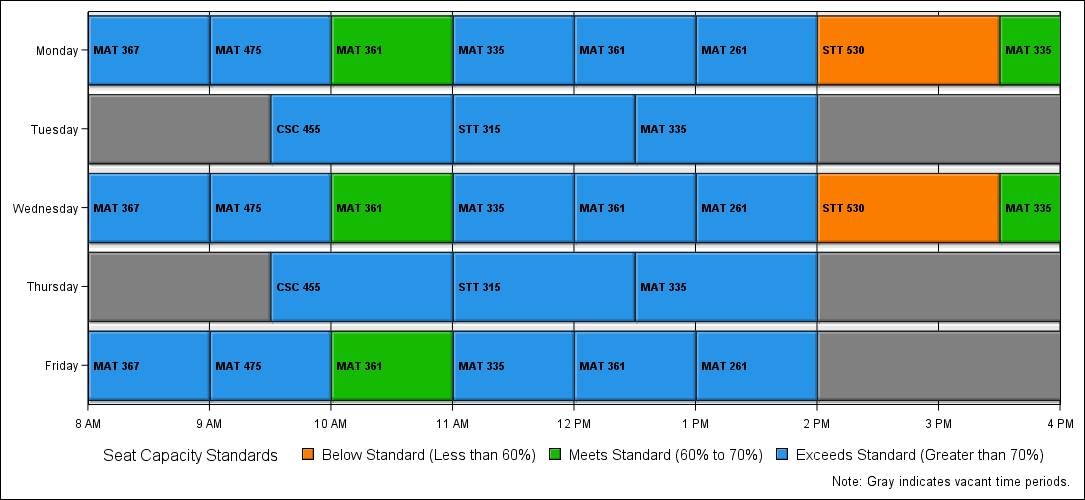 Monday MAT 367 MAT 475 MAT 361 MAT 335 MAT 361 MAT 261 STT 530 MAT 335
Tuesday CSC 455 STT 315 MAT 335
Wednesday MAT 367 MAT 475 MAT 361 MAT 335 MAT 361 MAT 261 STT 530 MAT 335
Thursday CSC 455 STT 315 MAT 335
Friday MAT 367 MAT 475 MAT 361 MAT 335 MAT 361 MAT 261
8 AM 9 AM 10 AM 11 AM 12 PM 1 PM 2 PM 3 PM 4 PM
Seat Capacity Standards Below Standard (Less than 60%) Meets Standard (60% to 70%) Exceeds Standard (Greater than 70%)
Note: Gray indicates vacant time periods.